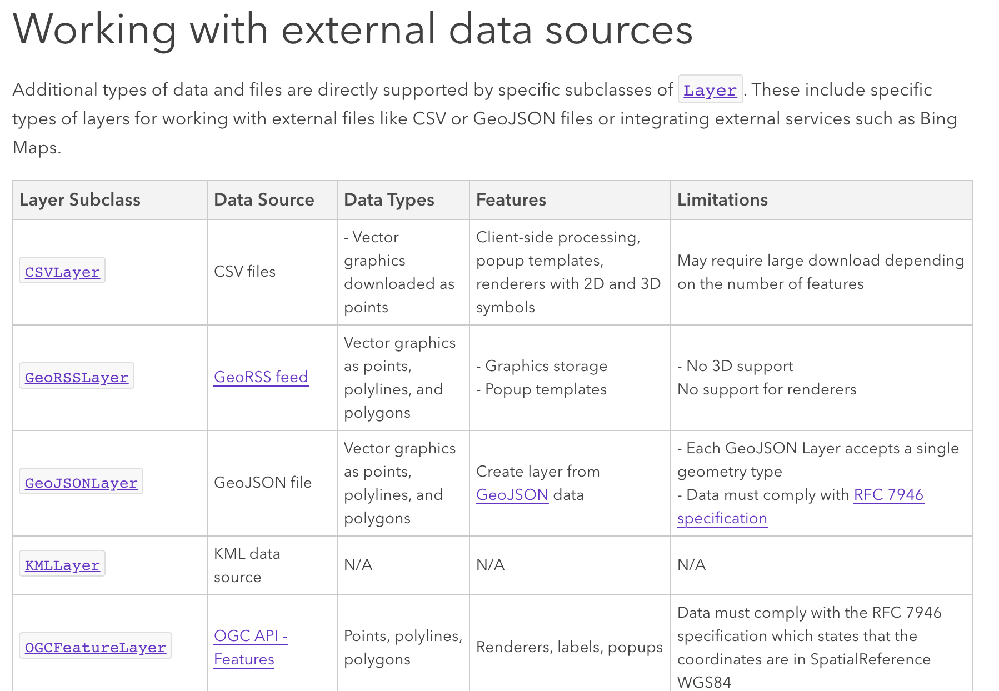 Working with external data sources
Additional types of data and files are directly supported by specific subclasses of Layer. These include specific
types of layers for working with external files like CSV or GeoJSON files or integrating external services such as Bing
Maps.
Layer Subclass Data Source Data Types Features Limitations
CSVLayer
CSV files
- Vector
graphics
downloaded as
points
Client-side processing,
popup templates,
renderers with 2D and 3D
symbols
May require large download depending
on the number of features
GeoRSSLayer
GeoRSS feed
Vector graphics
as points,
polylines, and
polygons
- Graphics storage
- Popup templates
- No 3D support
No support for renderers
GeoJSONLayer
GeoJSON file
Vector graphics
as points,
polylines, and
polygons
Create layer from
GeoJSON data
- Each GeoJSON Layer accepts a single
geometry type
- Data must comply with RFC 7946
specification
KMLLayer
KML data
source
N/A
N/A
N/A
OGCFeatureLayer
OGC API -
Features
Points, polylines,
polygons
Renderers, labels, popups
Data must comply with the RFC 7946
specification which states that the
coordinates are in SpatialReference
WGS84